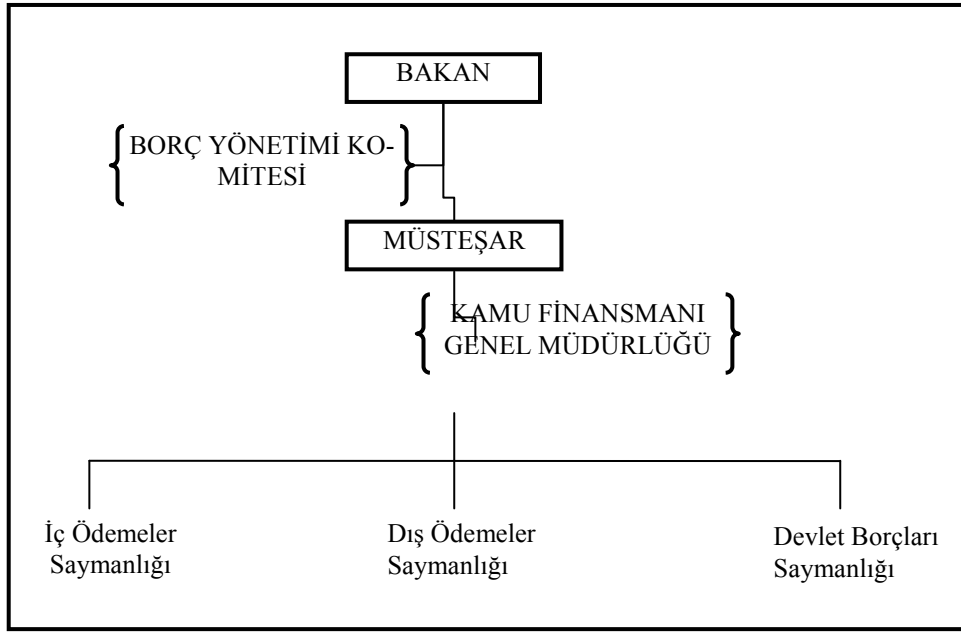 BAKAN
BORÇ YÖNETİMİ KO-
MİTESİ
MÜSTEŞAR
KAMU FİNANSMANI
GENEL MÜDÜRLÜĞÜ
İç Ödemeler
Saymanlığı
Dış Ödemeler
Saymanlığı
Devlet Borçları
Saymanlığı